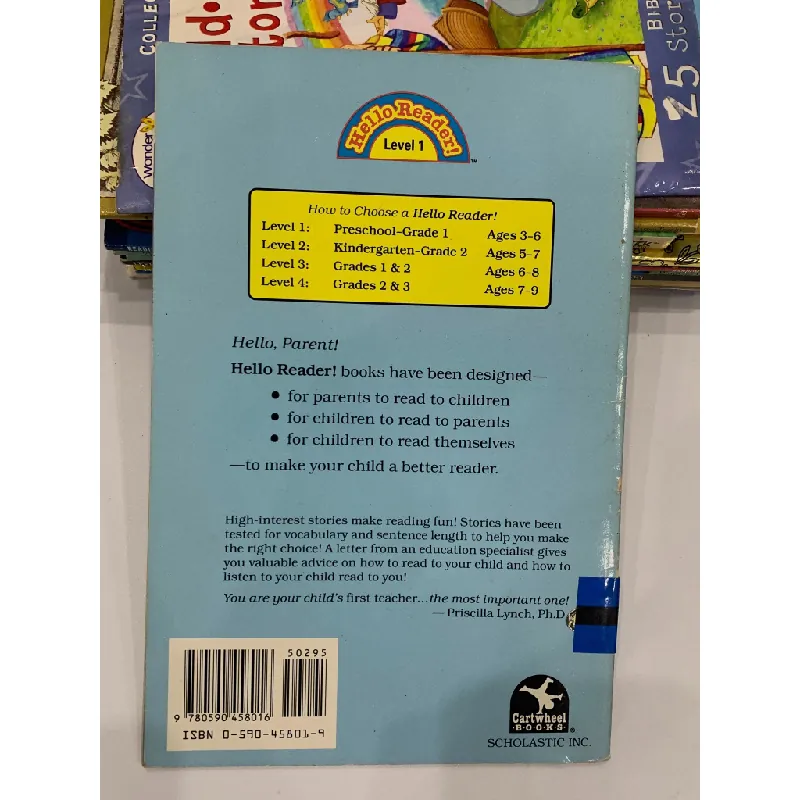 COLLEC
d.
tor
BIB
25 Stor
Wonder
Hello Reader!
Level 1
TM
How to Choose a Hello Reader!
Level 1: Preschool–Grade 1 Ages 3–6
Level 2: Kindergarten–Grade 2 Ages 5–7
Level 3: Grades 1 & 2 Ages 6–8
Level 4: Grades 2 & 3 Ages 7–9
Hello, Parent!
Hello Reader! books have been designed—
• for parents to read to children
• for children to read to parents
• for children to read themselves
—to make your child a better reader.
High-interest stories make reading fun! Stories have been
tested for vocabulary and sentence length to help you make
the right choice! A letter from an education specialist gives
you valuable advice on how to read to your child and how to
listen to your child read to you!
You are your child's first teacher...the most important one!
—Priscilla Lynch, Ph.D.
50295
9 780590 458016
ISBN 0-590-45801-9
Cartwheel
·BOOKS·
®
SCHOLASTIC INC.